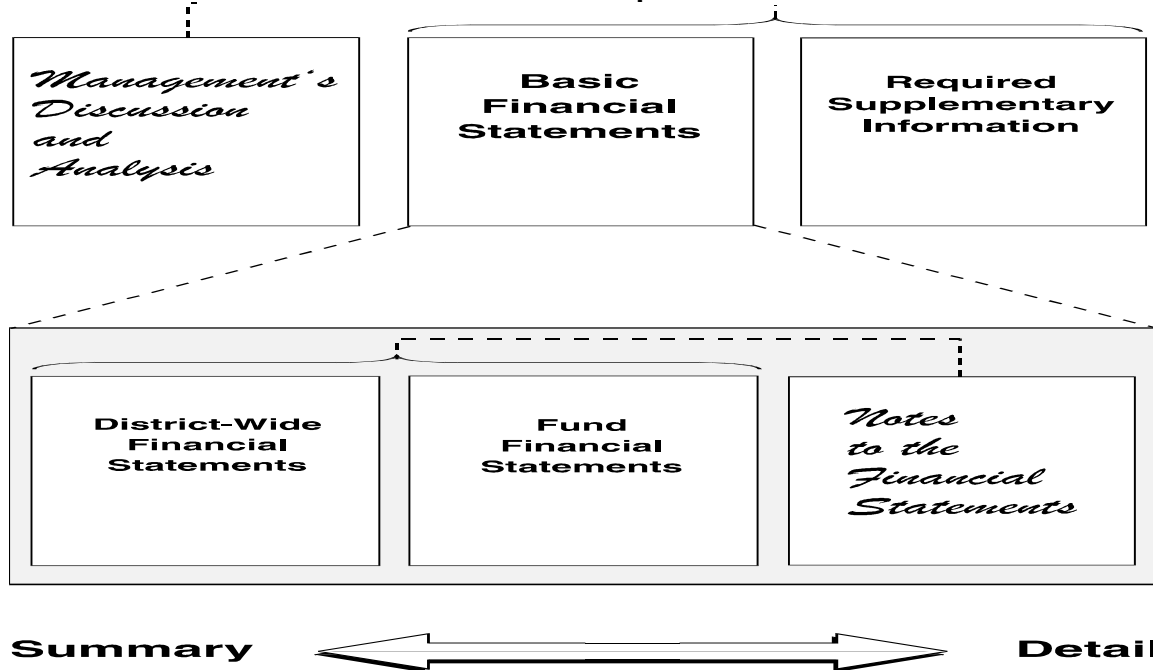 Management's
Discussion
and
Analysis
Basic
Financial
Statements
Required
Supplementary
Information
District-Wide
Financial
Statements
Fund
Financial
Statements
Notes
to the
Financial
Statements
Summary
Detail